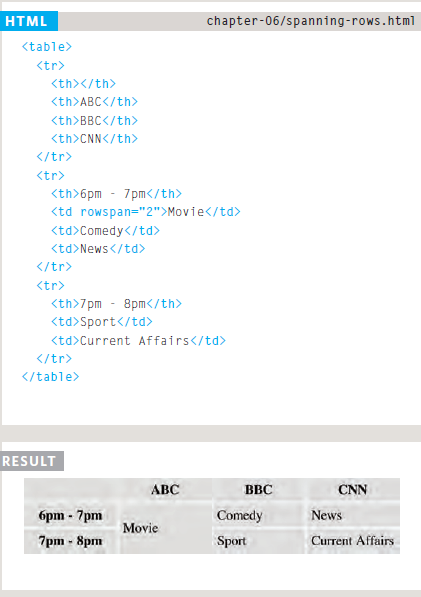 HTML chapter-06/spanning-rows.html
<table>
<tr>
<th></th>
<th>ABC</th>
<th>BBC</th>
<th>CNN</th>
</tr>
<tr>
<th>6pm - 7pm</th>
<td rowspan="2">Movie</td>
<td>Comedy</td>
<td>News</td>
</tr>
<tr>
<th>7pm - 8pm</th>
<td>Sport</td>
<td>Current Affairs</td>
</tr>
</table>
RESULT
ABC BBC CNN
6pm - 7pm Comedy News
Movie
7pm - 8pm Sport Current Affairs